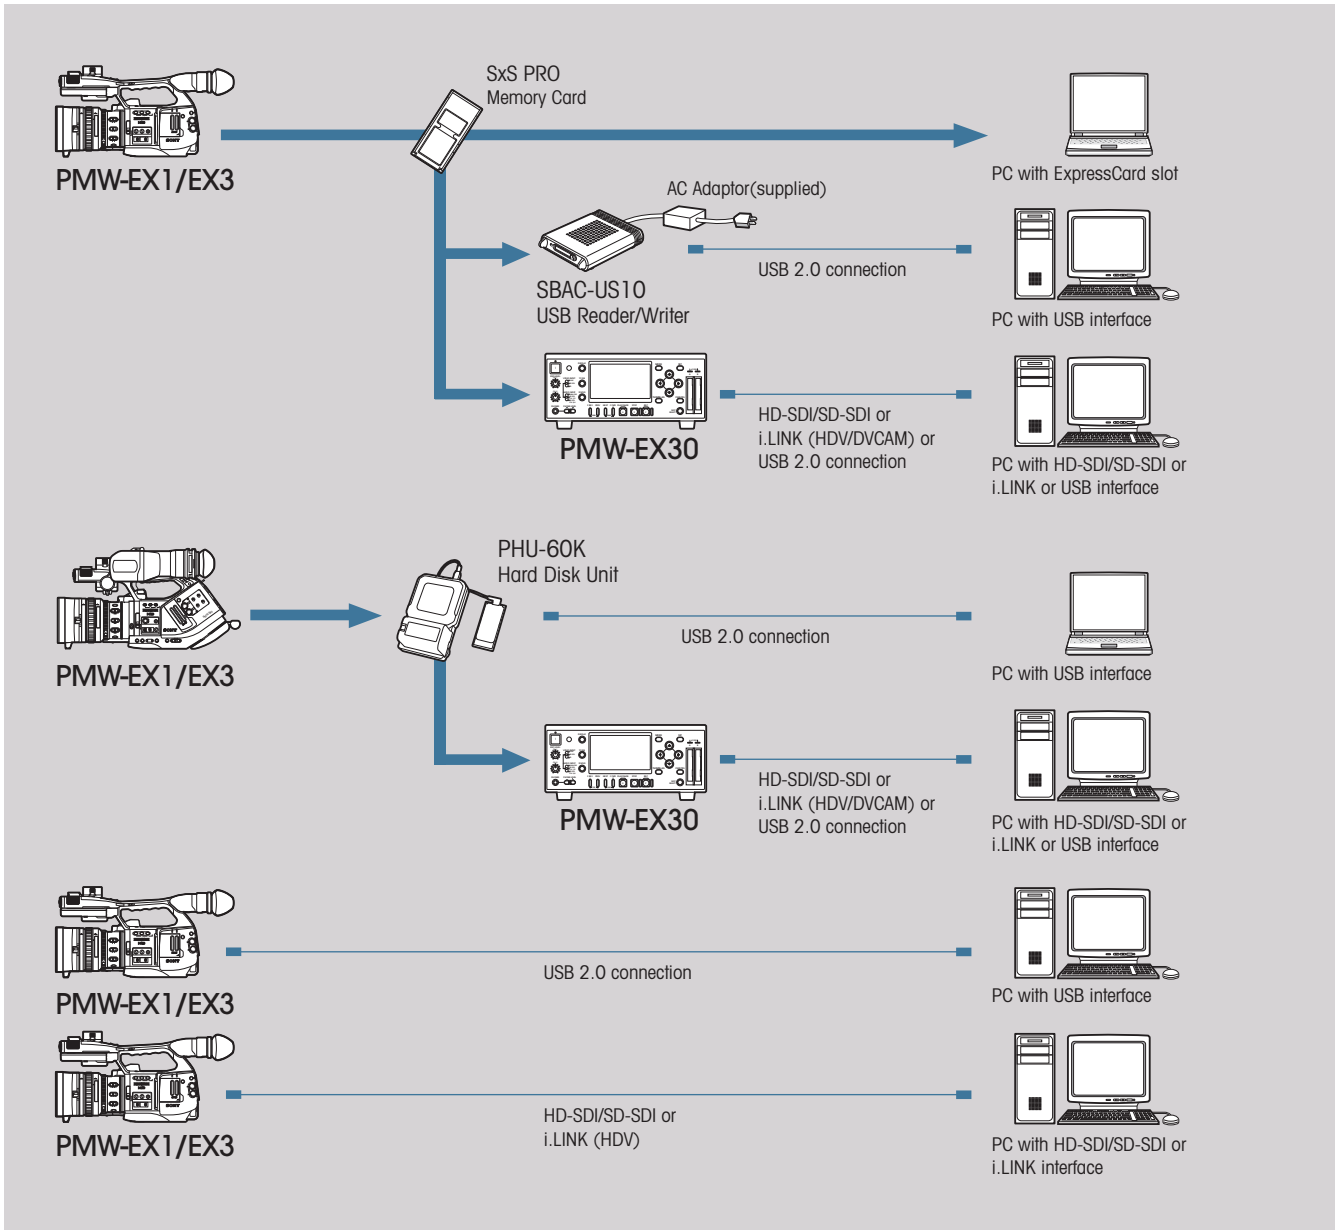 SxS PRO
Memory Card
PMW-EX1/EX3
PC with ExpressCard slot
AC Adaptor(supplied)
USB 2.0 connection
SBAC-US10
USB Reader/Writer
PC with USB interface
PMW-EX30
HD-SDI/SD-SDI or
i.LINK (HDV/DVCAM) or
USB 2.0 connection
PC with HD-SDI/SD-SDI or
i.LINK or USB interface
PHU-60K
Hard Disk Unit
PMW-EX1/EX3
SONY
USB 2.0 connection
PC with USB interface
PMW-EX30
HD-SDI/SD-SDI or
i.LINK (HDV/DVCAM) or
USB 2.0 connection
PC with HD-SDI/SD-SDI or
i.LINK or USB interface
SONY
PMW-EX1/EX3
USB 2.0 connection
PC with USB interface
SONY
PMW-EX1/EX3
HD-SDI/SD-SDI or
i.LINK (HDV)
PC with HD-SDI/SD-SDI or
i.LINK interface